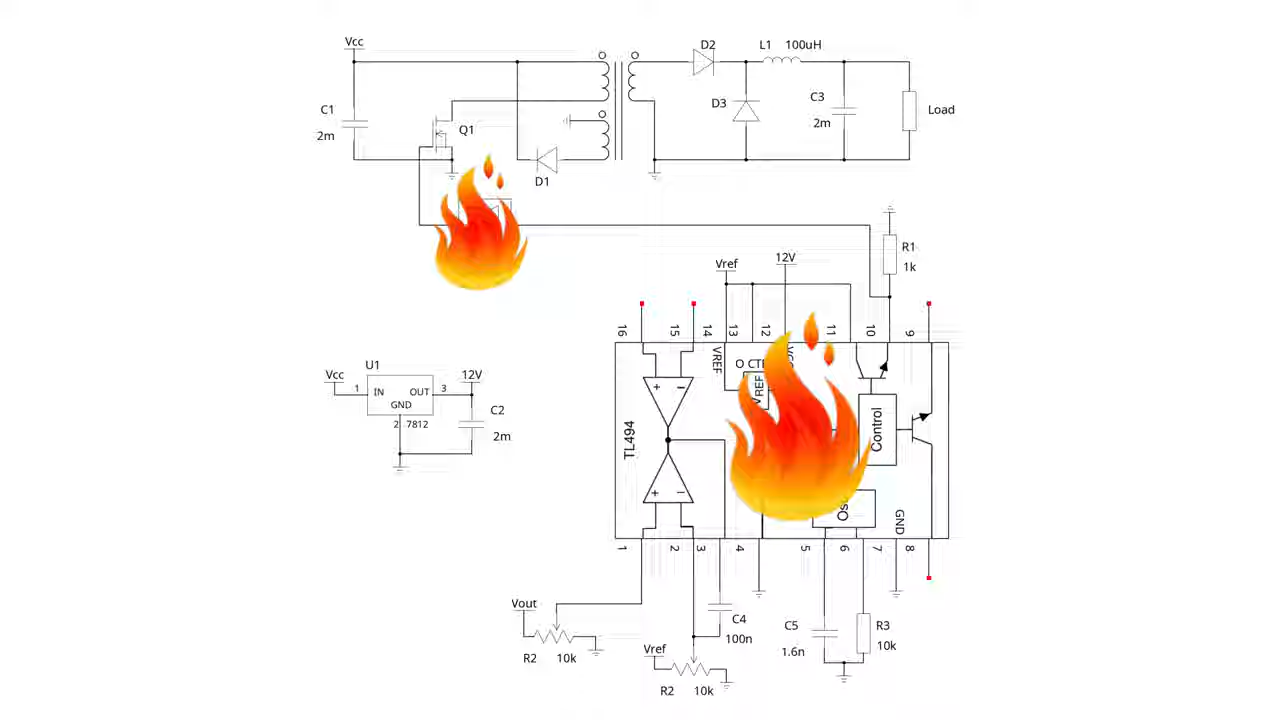 Vcc
D2
L1 100uH
C1
2m
Q1
D3
C3
2m
Load
D1
R1
1k
Vref
12V
16
15
14
13
12
11
10
9
VREF
O CT
VREF
TL494
Control
GND
U1
Vcc
12V
1
IN
OUT
3
GND
2
7812
C2
2m
1
2
3
4
5
6
7
8
Vout
R2 10k
C4
100n
Vref
R2 10k
C5
1.6n
R3
10k